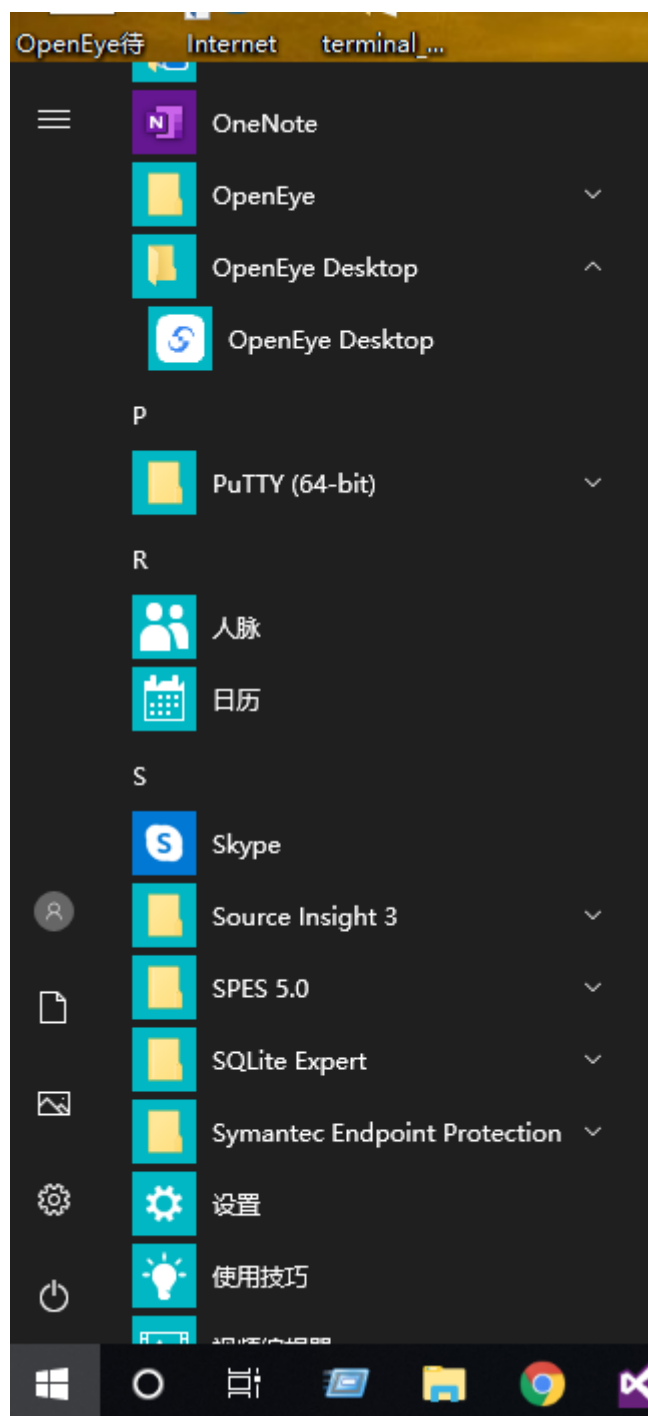 OpenEye待 Internet terminal_...
OneNote
OpenEye
OpenEye Desktop
OpenEye Desktop
P
PuTTY (64-bit)
R
人脉
日历
S
Skype
Source Insight 3
SPES 5.0
SQLite Expert
Symantec Endpoint Protection
设置
使用技巧